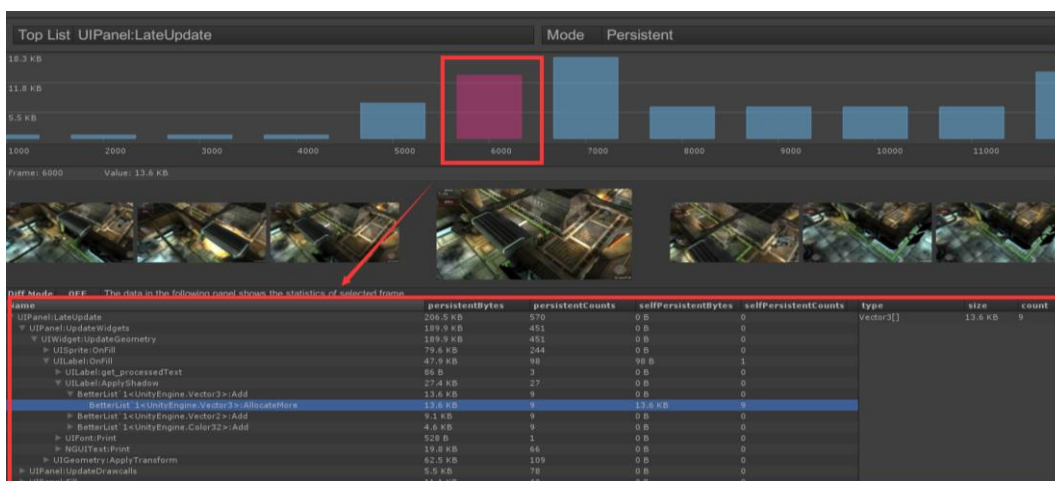 Top List UIPanel:LateUpdate Mode Persistent
18.3 KB
11.8 KB
5.5 KB
1000 2000 3000 4000 5000 6000 7000 8000 9000 10000 11000
Frame: 6000 Value: 13.6 KB
Diff Mode OFF The data in the following panel shows the statistics of selected frame
Name persistentBytes persistentCounts selfPersistentBytes selfPersistentCounts type size count
UIPanel:LateUpdate 206.5 KB 570 0 B 0 Vector3[] 13.6 KB 9
UIPanel:UpdateWidgets 189.9 KB 451 0 B 0
UIWidget:UpdateGeometry 189.9 KB 451 0 B 0
UISprite:OnFill 79.6 KB 244 0 B 0
UILabel:OnFill 47.9 KB 98 98 B 1
UILabel:get_processedText 86 B 3 0 B 0
UILabel:ApplyShadow 27.4 KB 27 0 B 0
BetterList`1<UnityEngine.Vector3>:Add 13.6 KB 9 0 B 0
BetterList`1<UnityEngine.Vector3>:AllocateMore 13.6 KB 9 13.6 KB 9
BetterList`1<UnityEngine.Vector2>:Add 9.1 KB 9 0 B 0
BetterList`1<UnityEngine.Color32>:Add 4.6 KB 9 0 B 0
UIFont:Print 528 B 1 0 B 0
NGUIText:Print 19.8 KB 66 0 B 0
UIGeometry:ApplyTransform 62.5 KB 109 0 B 0
UIPanel:UpdateDrawcalls 5.5 KB 78 0 B 0